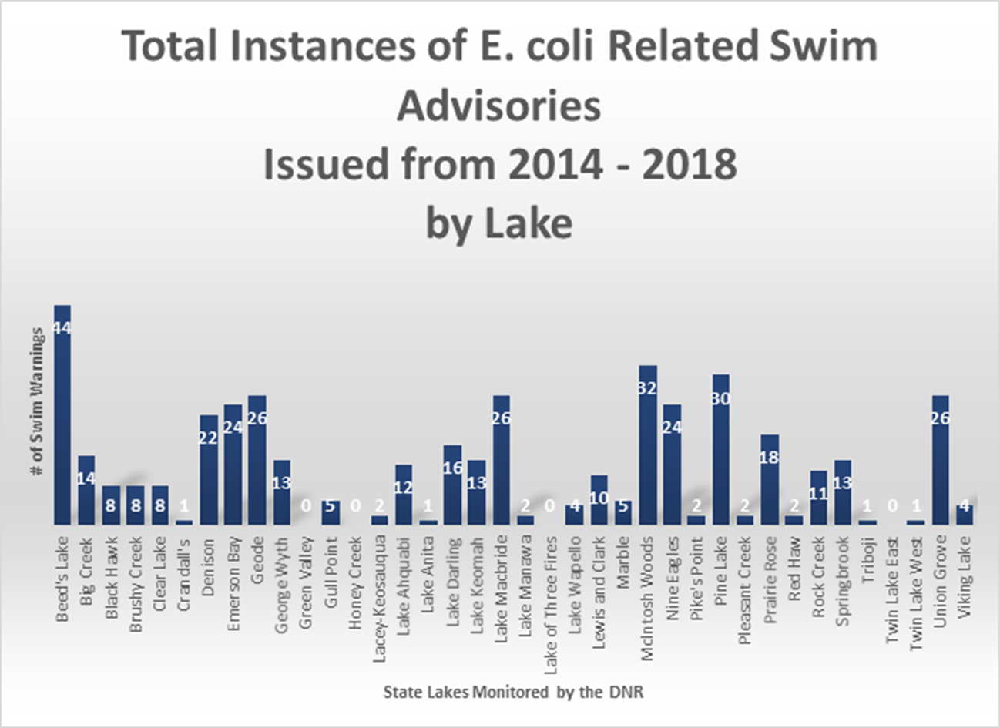 Total Instances of E. coli Related Swim
Advisories
Issued from 2014 - 2018
by Lake
# of Swim Warnings
44
14
8
8
8
1
22
24
26
13
0
5
0
2
12
1
16
13
26
2
0
4
10
5
32
24
2
30
2
18
2
11
13
1
0
1
26
4
Beed's Lake
Big Creek
Black Hawk
Brushy Creek
Clear Lake
Crandall's
Denison
Emerson Bay
Geode
George Wyth
Green Valley
Gull Point
Honey Creek
Lacey-Keosauqua
Lake Ahquabi
Lake Anita
Lake Darling
Lake Keomah
Lake Macbride
Lake Manawa
Lake of Three Fires
Lake Wapello
Lewis and Clark
Marble
McIntosh Woods
Nine Eagles
Pike's Point
Pine Lake
Pleasant Creek
Prairie Rose
Red Haw
Rock Creek
Springbrook
Triboji
Twin Lake East
Twin Lake West
Union Grove
Viking Lake
State Lakes Monitored by the DNR